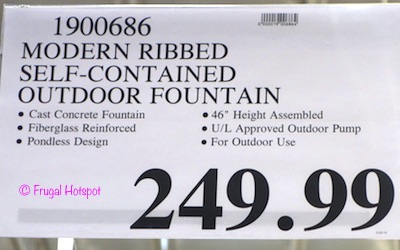 1900686
MODERN RIBBED
SELF-CONTAINED
OUTDOOR FOUNTAIN
• Cast Concrete Fountain
• Fiberglass Reinforced
• Pondless Design
• 46" Height Assembled
• U/L Approved Outdoor Pump
• For Outdoor Use
© Frugal Hotspot
249.99